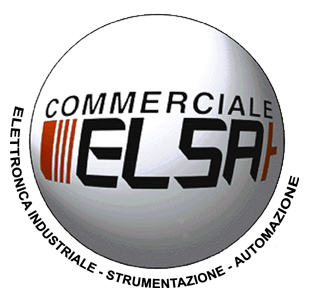 COMMERCIALE
ELSA
ELETTRONICA INDUSTRIALE - STRUMENTAZIONE - AUTOMAZIONE